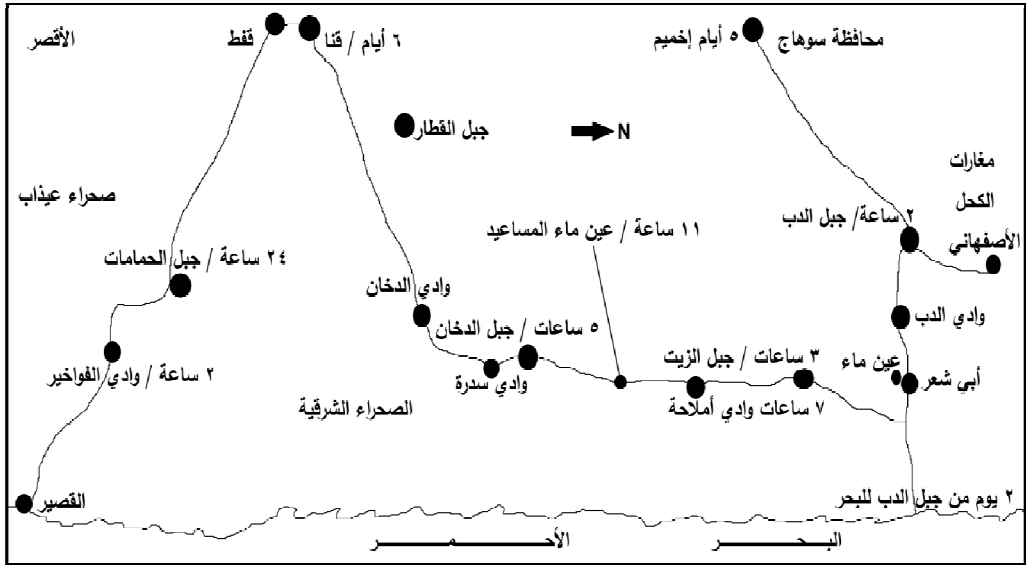 محافظة سوهاج
٥ أيام إخميم
٦ أيام / قنا
قفط
الأقصر
جبل القطار
N
مغارات
الكحل
الأصفهاني
صحراء عيذاب
٢ ساعة/ جبل الدب
١١ ساعة / عين ماء المساعيد
٢٤ ساعة / جبل الحمامات
وادي الدخان
وادي الدب
٥ ساعات / جبل الدخان
٣ ساعات / جبل الزيت
عين ماء
أبي شعر
٢ ساعة / وادي الفواخير
وادي سدرة
٧ ساعات وادي أملاحة
الصحراء الشرقية
٢ يوم من جبل الدب للبحر
القصير
البـحـــر الأحـــمـــر